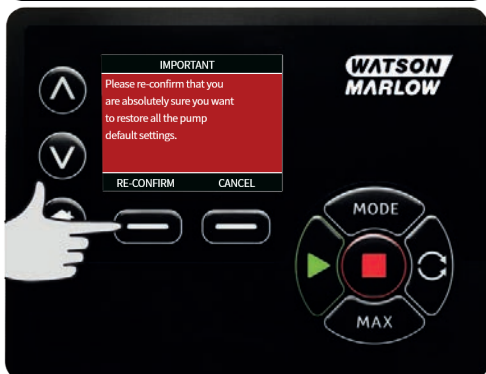 IMPORTANT
Please re-confirm that you
are absolutely sure you want
to restore all the pump
default settings.
RE-CONFIRM CANCEL
WATSON
MARLOW
MODE
MAX